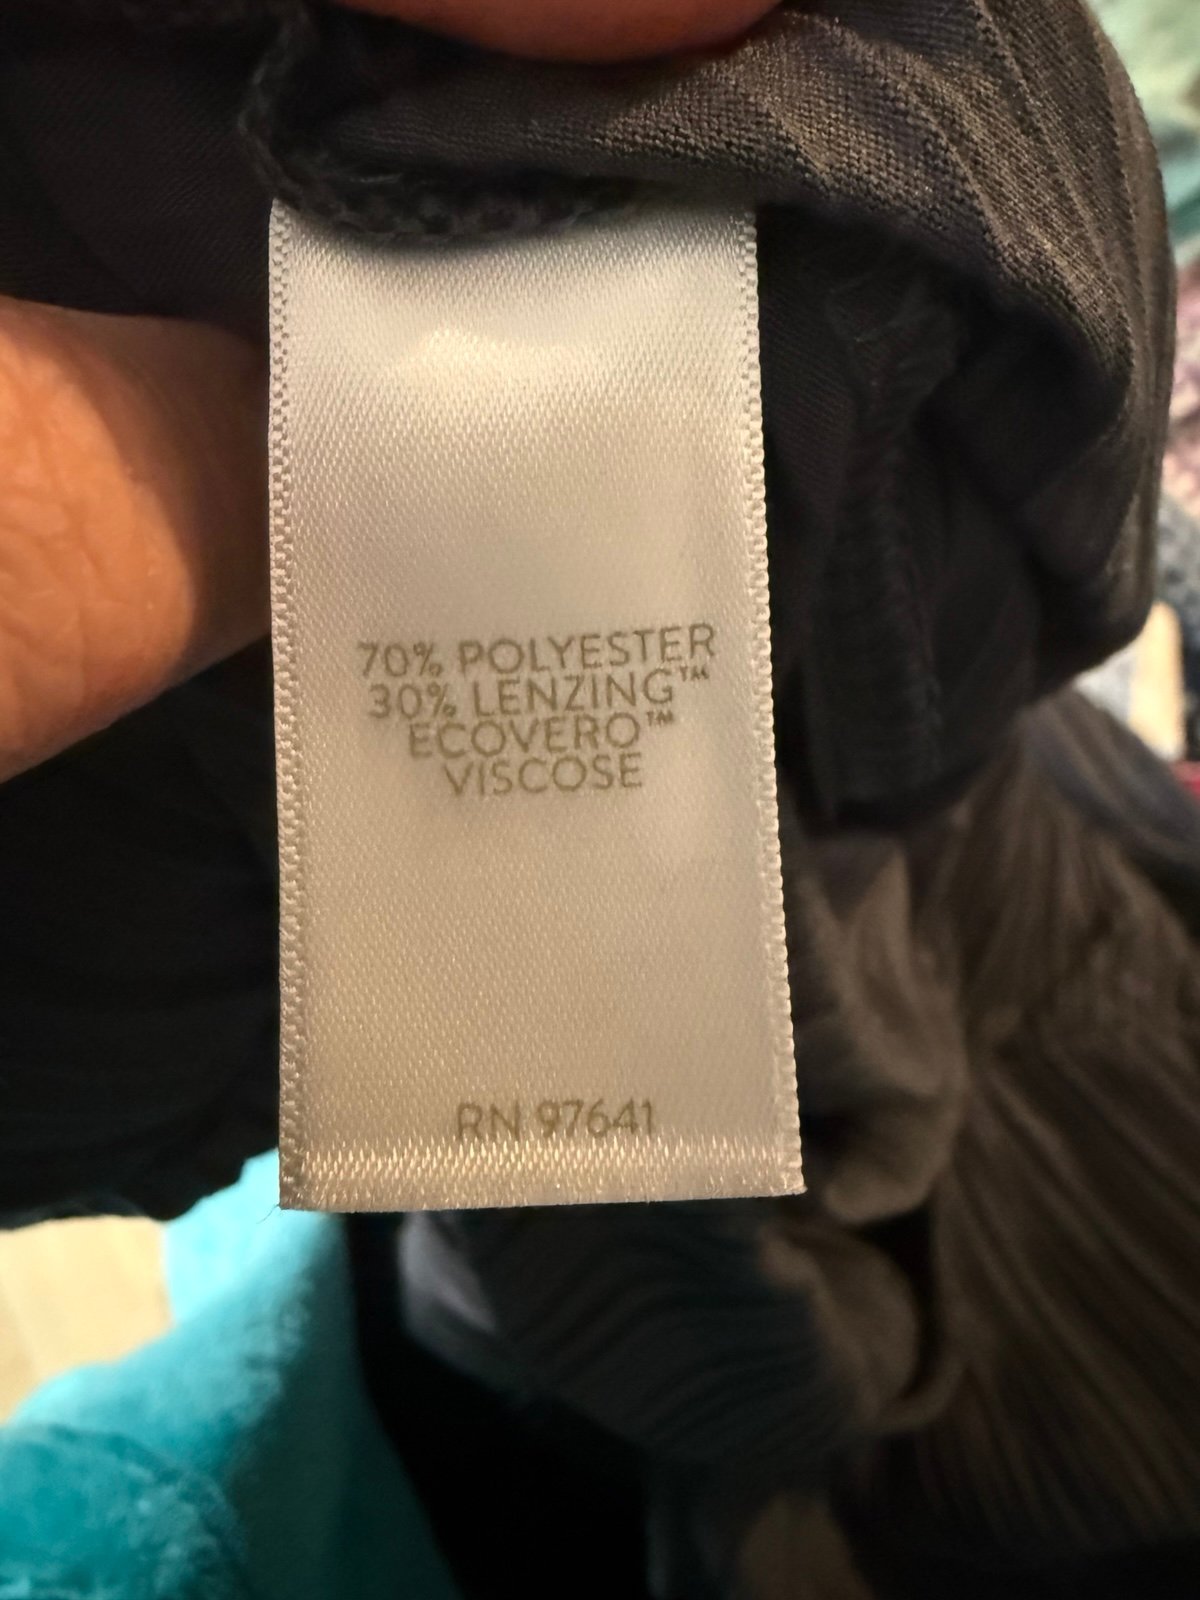 70% POLYESTER
30% LENZING™
ECOVERO™
VISCOSE
RN 97641